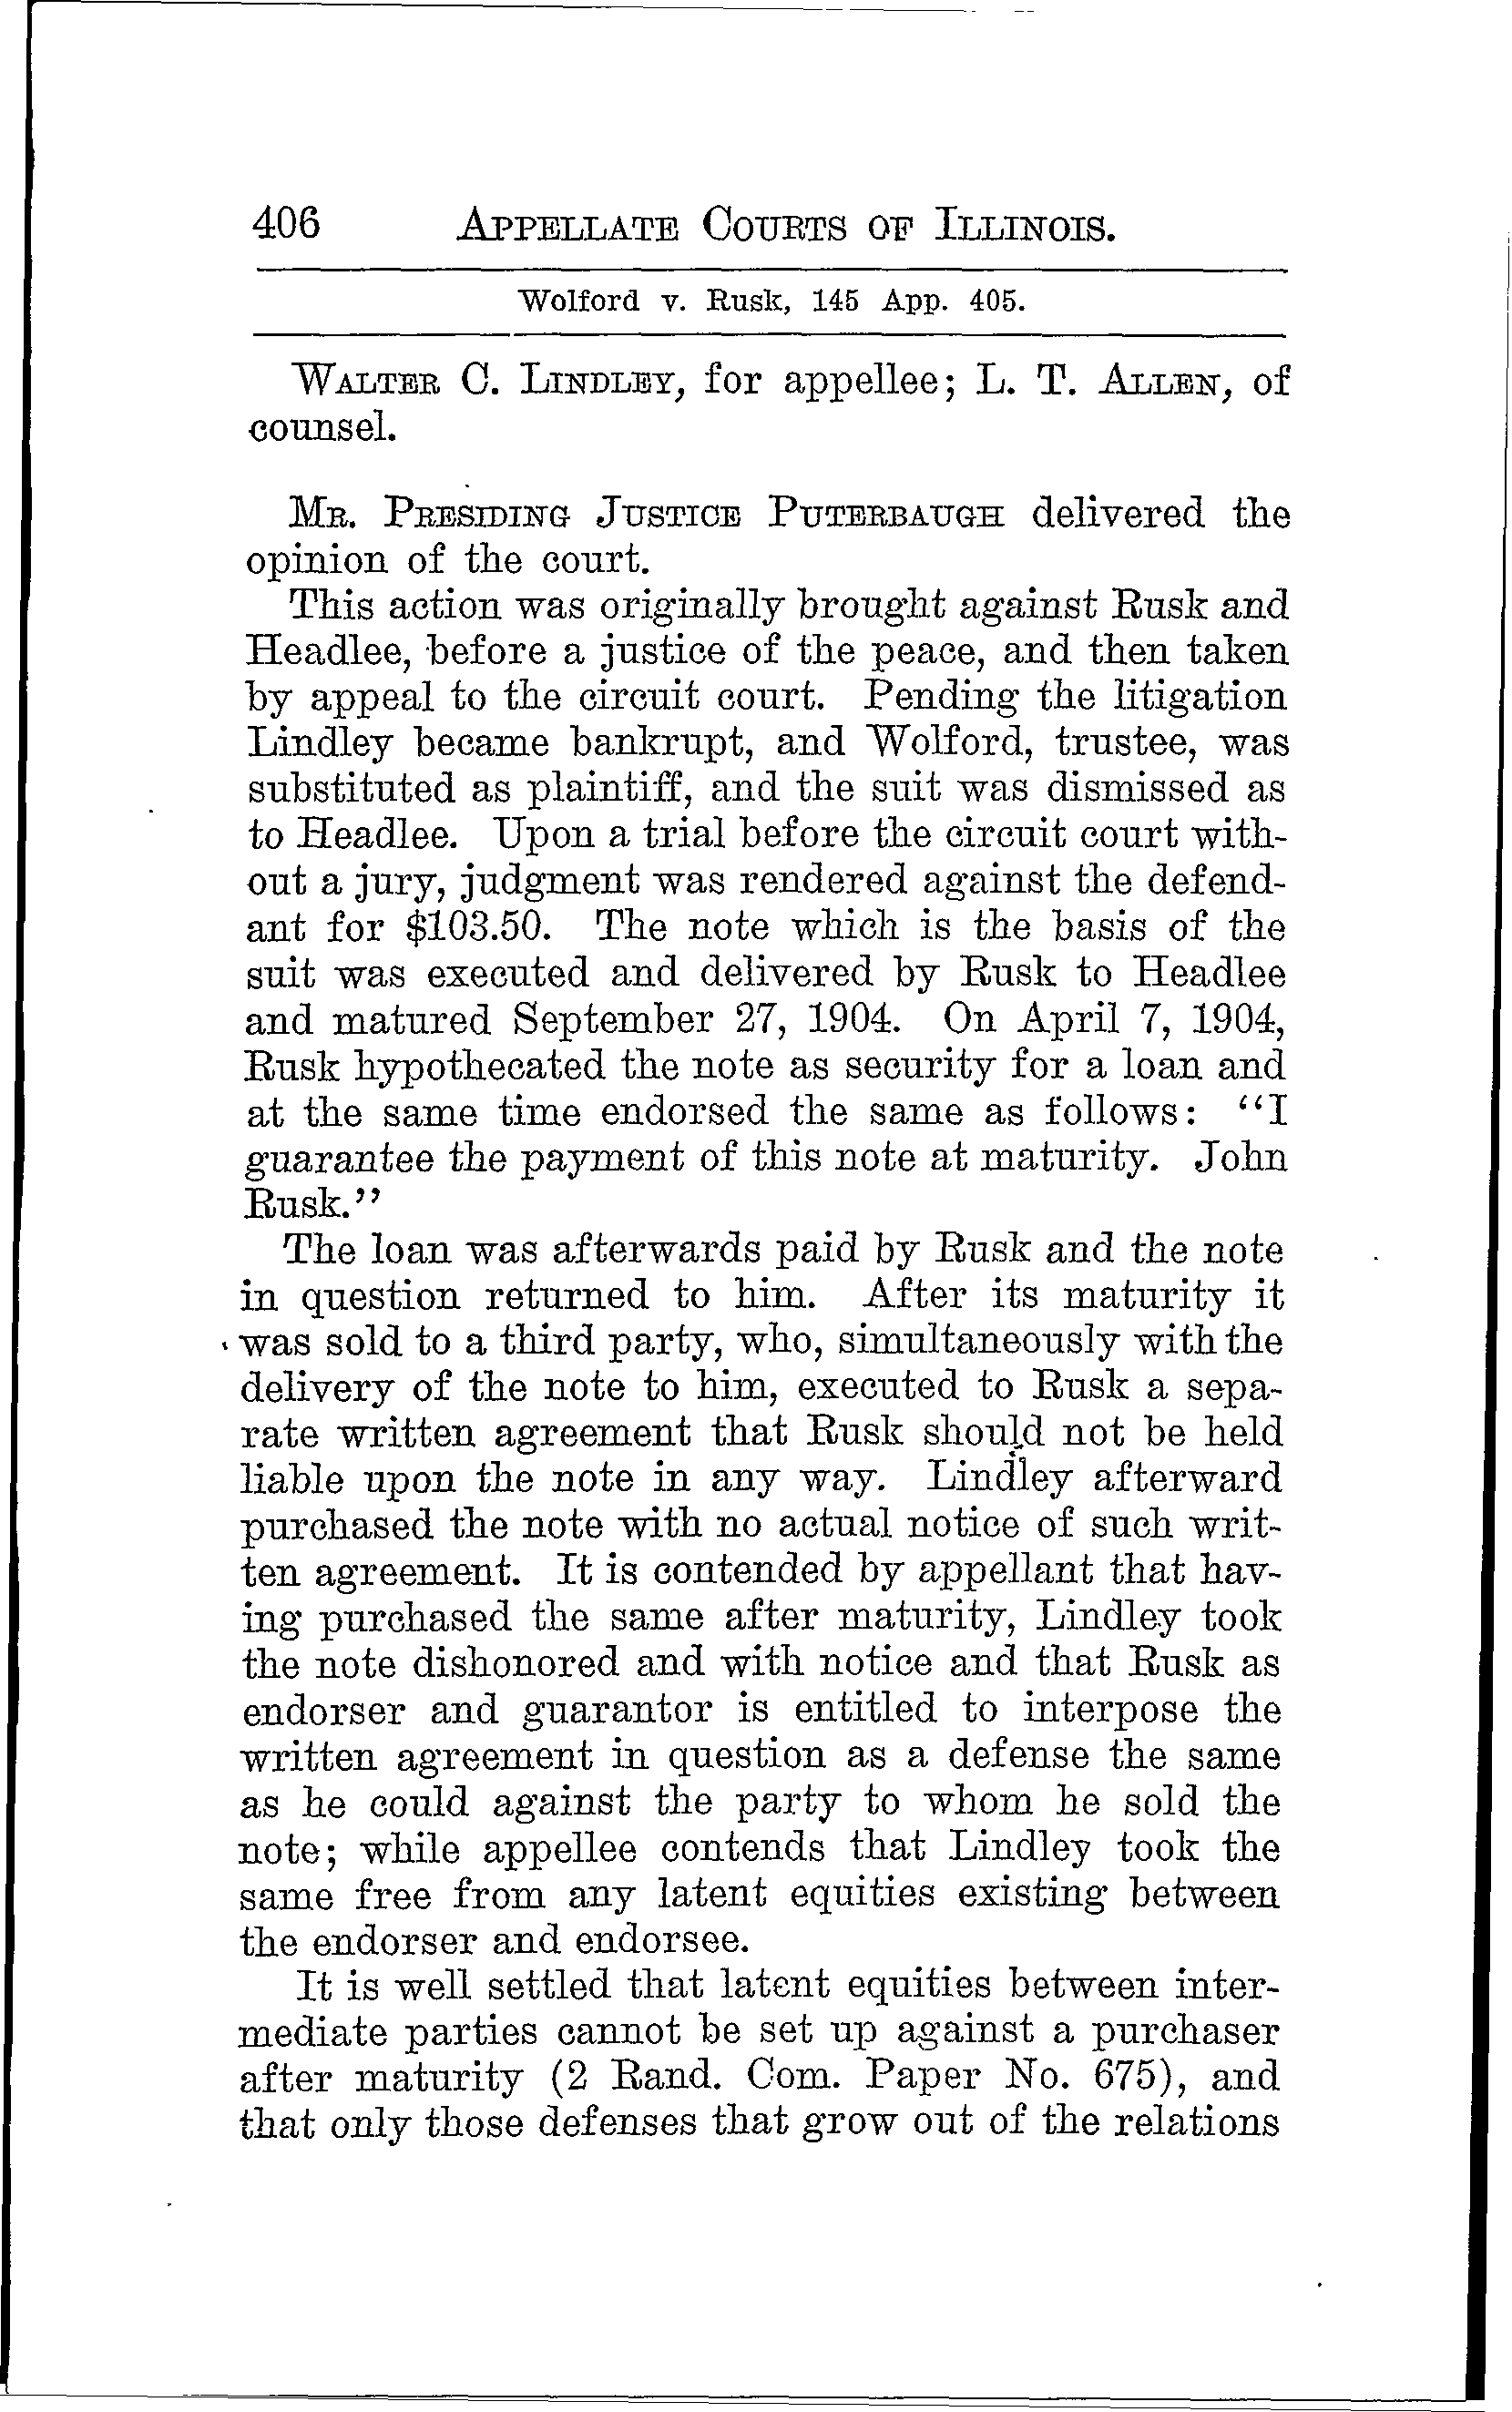 406 APPELLATE COURTS OF ILLINOIS.
Wolford v. Rusk, 145 App. 405.
WALTER C. LINDLEY, for appellee; L. T. ALLEN, of
counsel.
MR. PRESIDING JUSTICE PUTERBAUGH delivered the
opinion of the court.
This action was originally brought against Rusk and
Headlee, before a justice of the peace, and then taken
by appeal to the circuit court. Pending the litigation
Lindley became bankrupt, and Wolford, trustee, was
substituted as plaintiff, and the suit was dismissed as
to Headlee. Upon a trial before the circuit court with-
out a jury, judgment was rendered against the defend-
ant for $103.50. The note which is the basis of the
suit was executed and delivered by Rusk to Headlee
and matured September 27, 1904. On April 7, 1904,
Rusk hypothecated the note as security for a loan and
at the same time endorsed the same as follows: "I
guarantee the payment of this note at maturity. John
Rusk."
The loan was afterwards paid by Rusk and the note
in question returned to him. After its maturity it
was sold to a third party, who, simultaneously with the
delivery of the note to him, executed to Rusk a sepa-
rate written agreement that Rusk should not be held
liable upon the note in any way. Lindley afterward
purchased the note with no actual notice of such writ-
ten agreement. It is contended by appellant that hav-
ing purchased the same after maturity, Lindley took
the note dishonored and with notice and that Rusk as
endorser and guarantor is entitled to interpose the
written agreement in question as a defense the same
as he could against the party to whom he sold the
note; while appellee contends that Lindley took the
same free from any latent equities existing between
the endorser and endorsee.
It is well settled that latent equities between inter-
mediate parties cannot be set up against a purchaser
after maturity (2 Rand. Com. Paper No. 675), and
that only those defenses that grow out of the relations